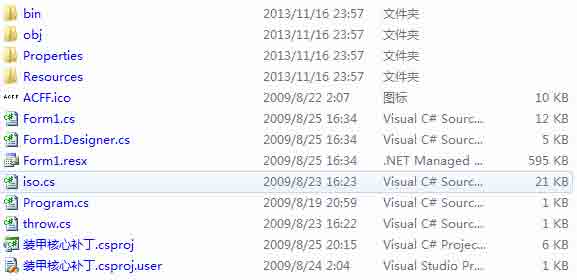 bin 2013/11/16 23:57 文件夹
obj 2013/11/16 23:57 文件夹
Properties 2013/11/16 23:57 文件夹
Resources 2013/11/16 23:57 文件夹
ACFF ACFF.ico 2009/8/22 2:07 图标 10 KB
Form1.cs 2009/8/25 16:34 Visual C# Sourc... 12 KB
Form1.Designer.cs 2009/8/25 16:34 Visual C# Sourc... 5 KB
Form1.resx 2009/8/25 16:34 .NET Managed ... 595 KB
iso.cs 2009/8/23 16:23 Visual C# Sourc... 21 KB
Program.cs 2009/8/19 20:59 Visual C# Sourc... 1 KB
throw.cs 2009/8/23 16:22 Visual C# Sourc... 1 KB
装甲核心补丁.csproj 2009/8/25 20:15 Visual C# Projec... 6 KB
装甲核心补丁.csproj.user 2009/8/24 2:04 Visual Studio Pr... 1 KB